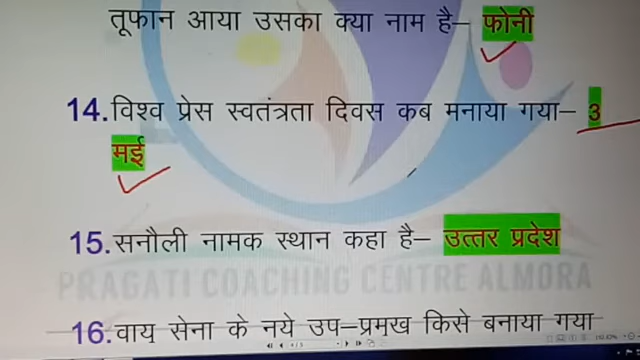 तूफान आया उसका क्या नाम है– फोनी
14. विश्व प्रेस स्वतंत्रता दिवस कब मनाया गया– 3
मई
15. सनौली नामक स्थान कहा है– उत्तर प्रदेश
PRAGATI COACHING CENTRE ALMORA
16. वायु सेना के नये उप–प्रमुख किसे बनाया गया